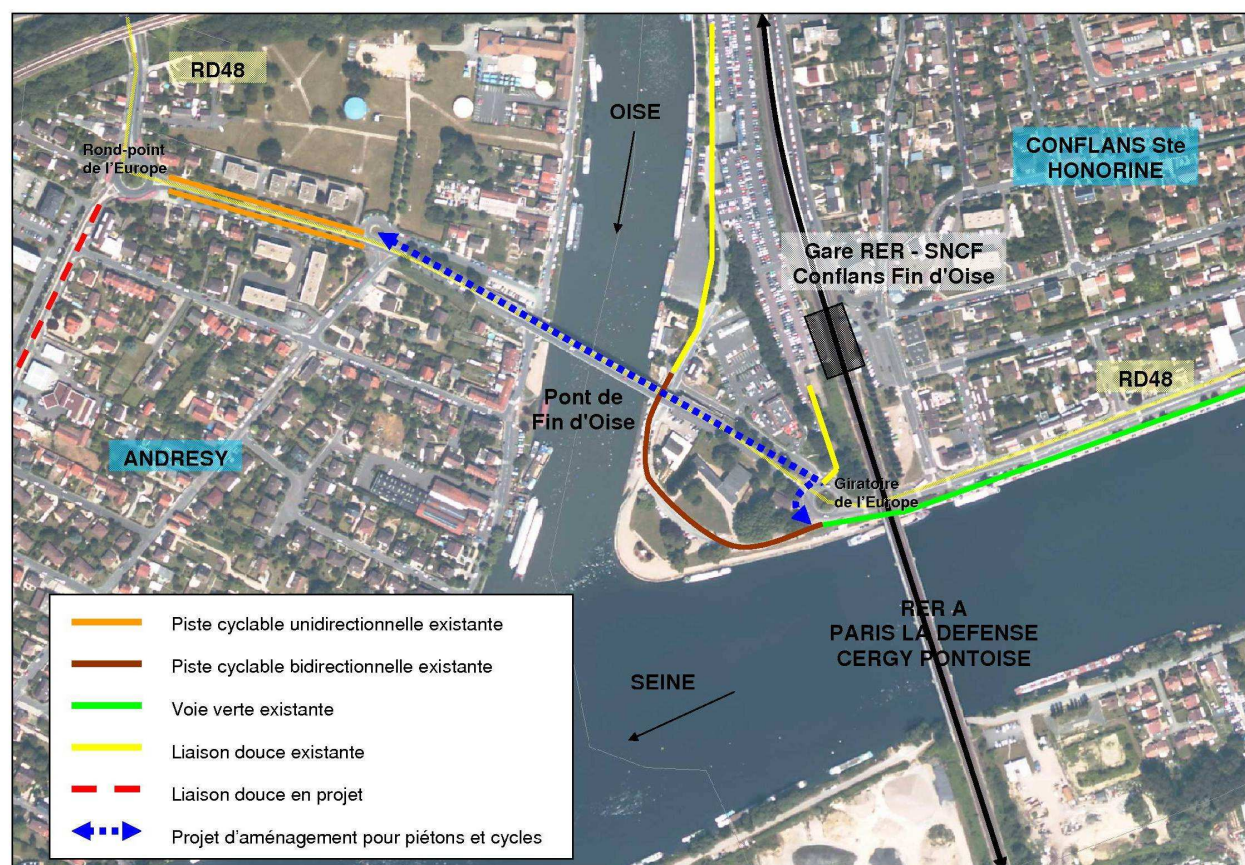 RD48
OISE
Rond-point
de l'Europe
CONFLANS Ste
HONORINE
Gare RER - SNCF
Conflans Fin d'Oise
RD48
Pont de
Fin d'Oise
ANDRESY
Giratoire
de l'Europe
RER A
PARIS LA DEFENSE
CERGY PONTOISE
SEINE
Piste cyclable unidirectionnelle existante
Piste cyclable bidirectionnelle existante
Voie verte existante
Liaison douce existante
Liaison douce en projet
Projet d'aménagement pour piétons et cycles